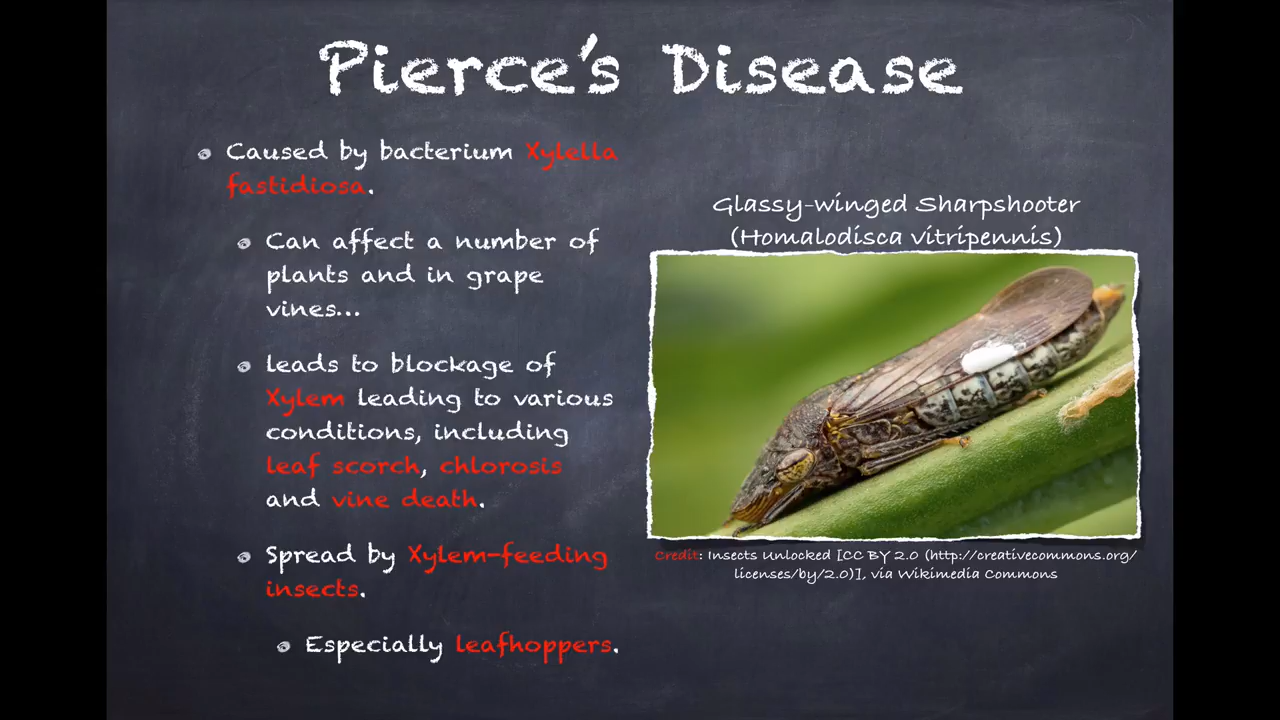 Pierce's Disease
Caused by bacterium Xylella
fastidiosa.
Can affect a number of
plants and in grape
vines...
leads to blockage of
Xylem leading to various
conditions, including
leaf scorch, chlorosis
and vine death.
Spread by Xylem-feeding
insects.
Especially leafhoppers.
Glassy-winged Sharpshooter
(Homalodisca vitripennis)
Credit: Insects Unlocked [CC BY 2.0 (http://creativecommons.org/
licenses/by/2.0)], via Wikimedia Commons